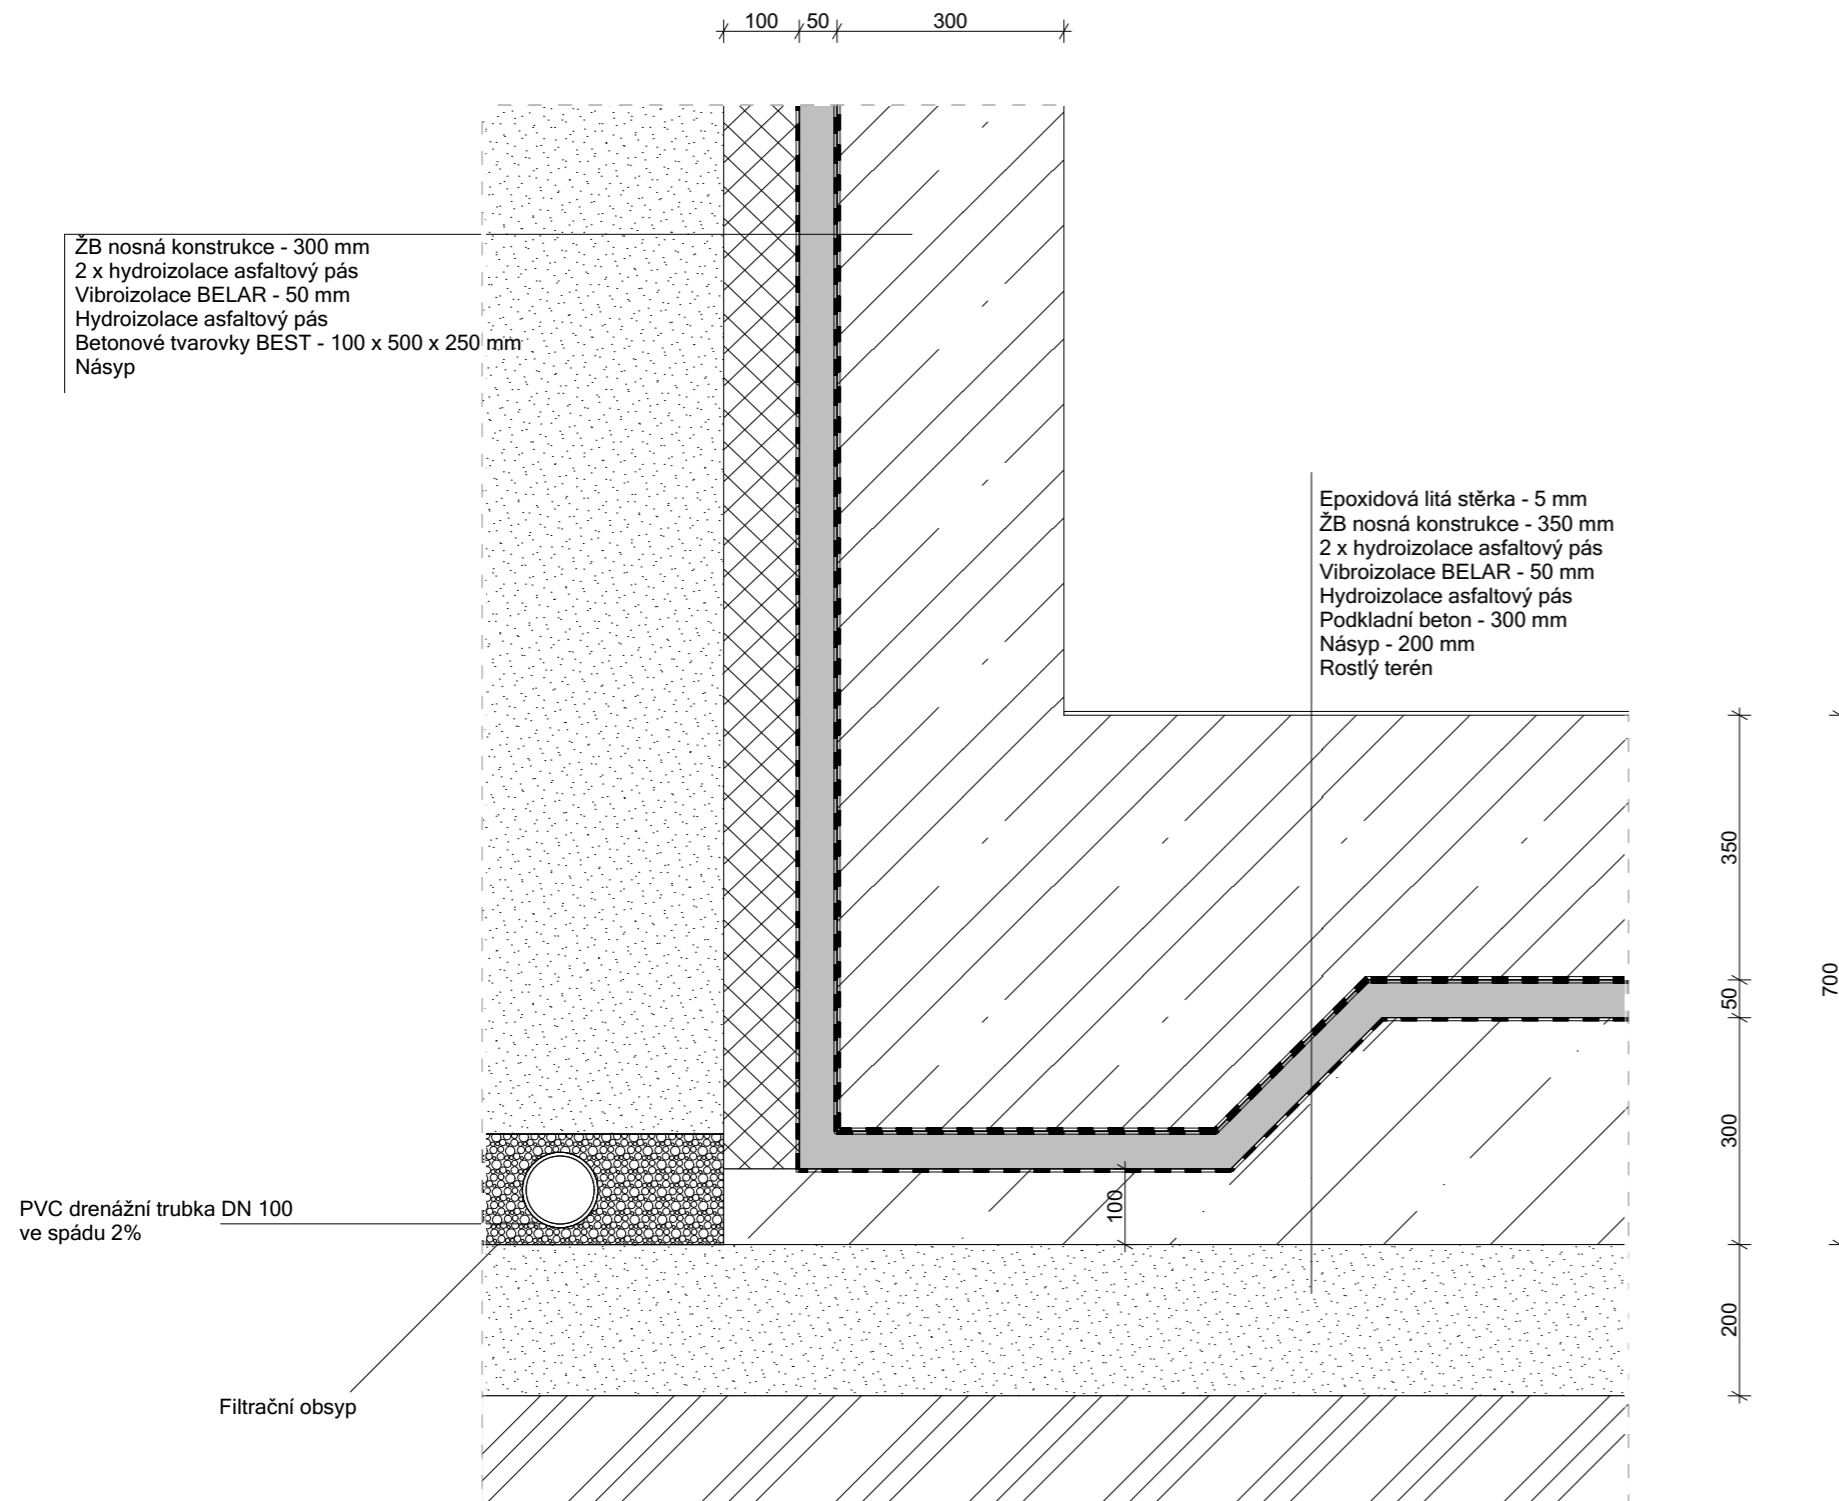 100 50 300
ŽB nosná konstrukce - 300 mm
2 x hydroizolace asfaltový pás
Vibroizolace BELAR - 50 mm
Hydroizolace asfaltový pás
Betonové tvarovky BEST - 100 x 500 x 250 mm
Násyp
Epoxidová litá stěrka - 5 mm
ŽB nosná konstrukce - 350 mm
2 x hydroizolace asfaltový pás
Vibroizolace BELAR - 50 mm
Hydroizolace asfaltový pás
Podkladní beton - 300 mm
Násyp - 200 mm
Rostlý terén
350
50
300
200
700
100
PVC drenážní trubka DN 100
ve spádu 2%
Filtrační obsyp